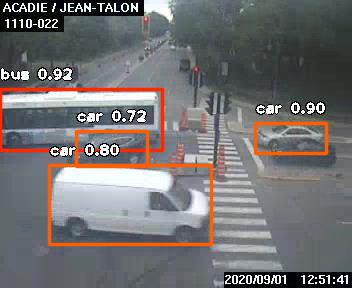 ACADIE / JEAN-TALON
1110-022
bus 0.92
car 0.72
car 0.90
car 0.80
2020/09/01 12:51:41